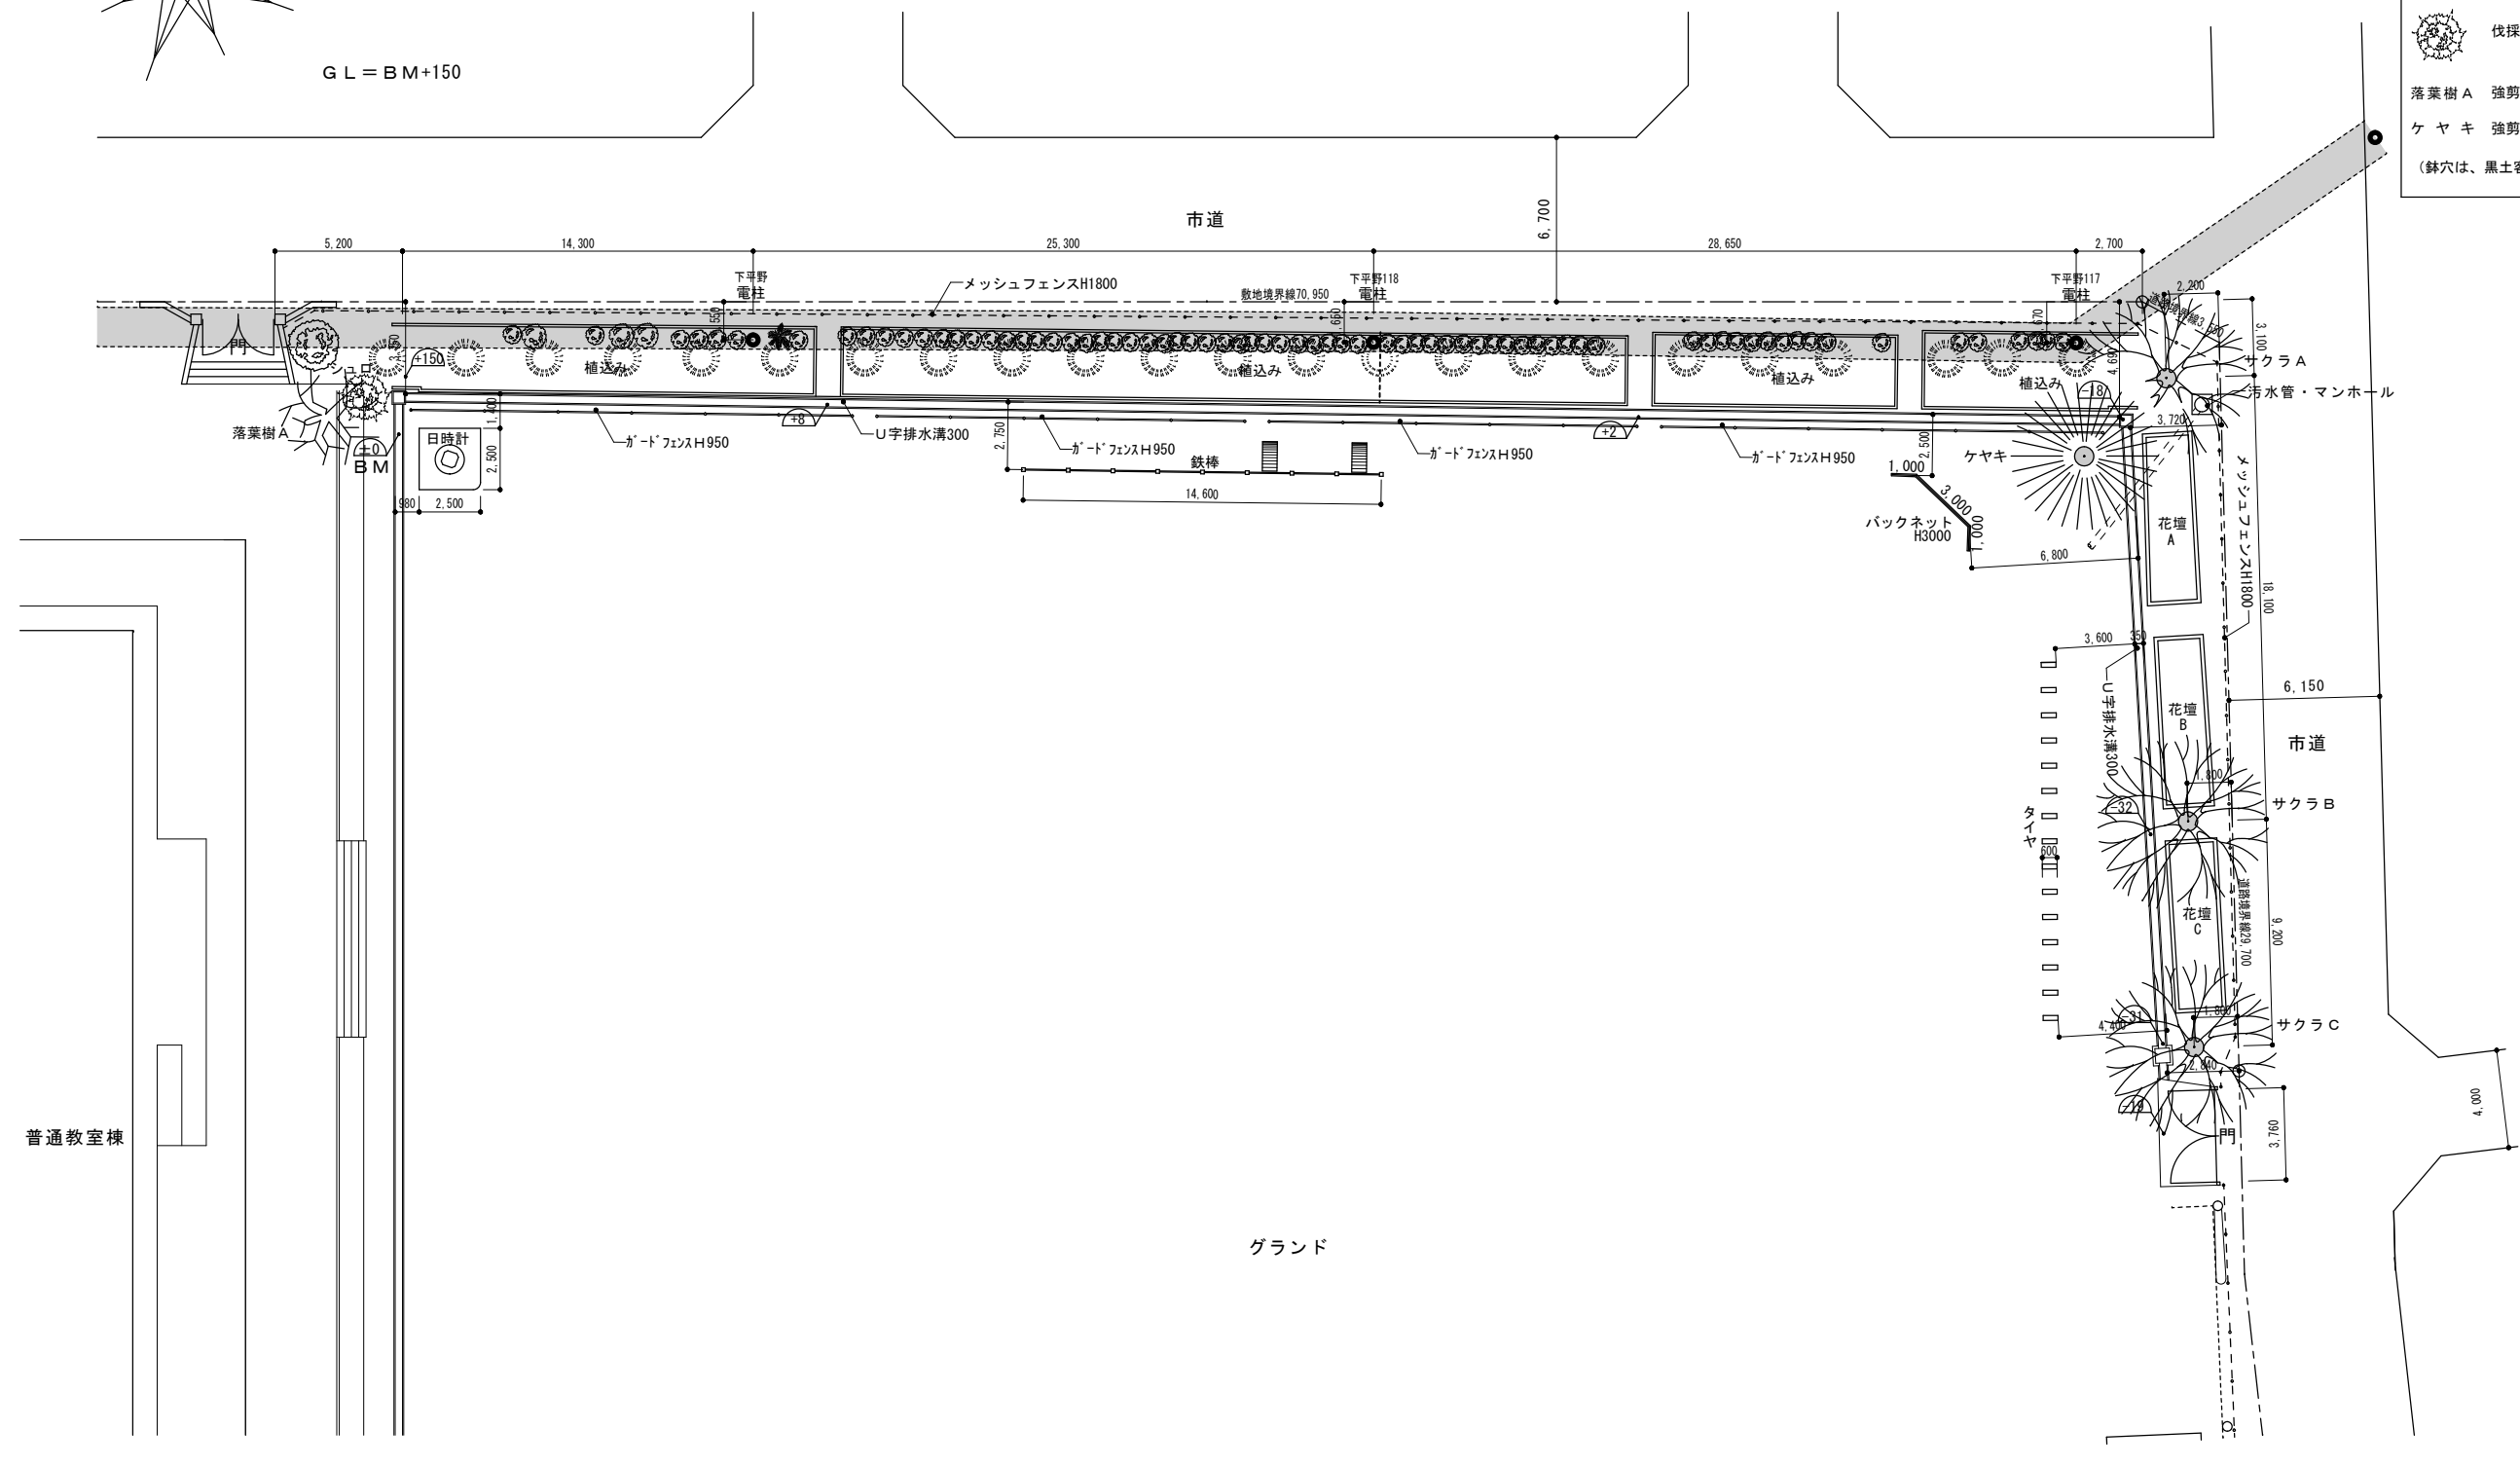 GL=BM+150
伐採
落葉樹A 強剪
ケヤキ 強剪
(鉢穴は、黒土客
市道
6,700
5,200
14,300
25,300
28,650
2,700
下平野
電柱
メッシュフェンスH1800
敷地境界線70,950
下平野118
電柱
下平野117
電柱
2,200
3,100
550
650
670
門
+150
植込み
植込み
植込み
植込み
4,690
-18
サクラA
汚水管・マンホール
3,720
落葉樹A
±0
BM
日時計
1,400
2,500
980
2,500
ガードフェンスH950
+8
U字排水溝300
2,750
ガードフェンスH950
鉄棒
14,600
ガードフェンスH950
+2
ガードフェンスH950
2,500
1,000
3,000
1,000
バックネット
H3000
6,800
ケヤキ
花壇
A
メッシュフェンスH1800
18,100
3,600
350
U字排水溝300
花壇
B
6,150
市道
1,800
サクラB
-32
タイヤ
600
花壇
C
道路境界線29,700
9,200
-31
1,800
サクラC
4,400
2,840
-19
門
3,760
4,000
普通教室棟
グランド